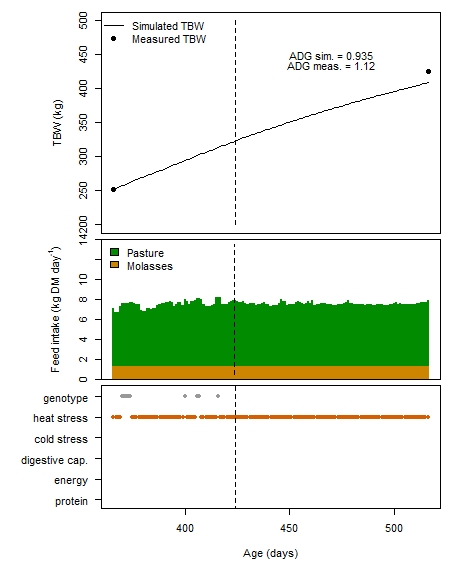 500
Simulated TBW
Measured TBW
450
ADG sim. = 0.935
ADG meas. = 1.12
400
350
TBW (kg)
300
250
200
14
Pasture
Molasses
10
8
Feed intake (kg DM day⁻¹)
6
4
2
0
genotype
heat stress
cold stress
digestive cap.
energy
protein
400 450 500
Age (days)